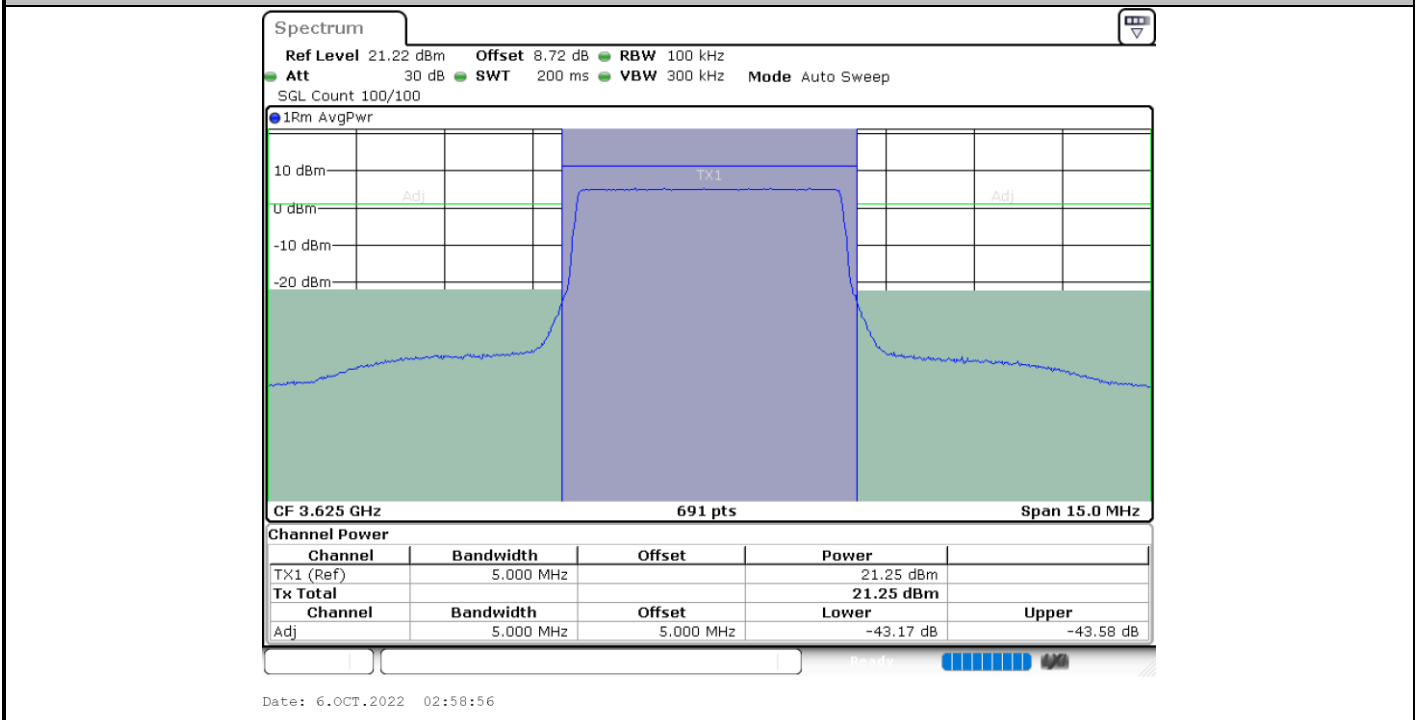 Spectrum
Ref Level 21.22 dBm Offset 8.72 dB RBW 100 kHz
Att 30 dB SWT 200 ms VBW 300 kHz Mode Auto Sweep
SGL Count 100/100
1Rm AvgPwr
10 dBm
TX1
Adj Adj
0 dBm
-10 dBm
-20 dBm
CF 3.625 GHz 691 pts Span 15.0 MHz
Channel Power
Channel Bandwidth Offset Power
TX1 (Ref) 5.000 MHz 21.25 dBm
Tx Total 21.25 dBm
Channel Bandwidth Offset Lower Upper
Adj 5.000 MHz 5.000 MHz -43.17 dB -43.58 dB
Ready
Date: 6.OCT.2022 02:58:56